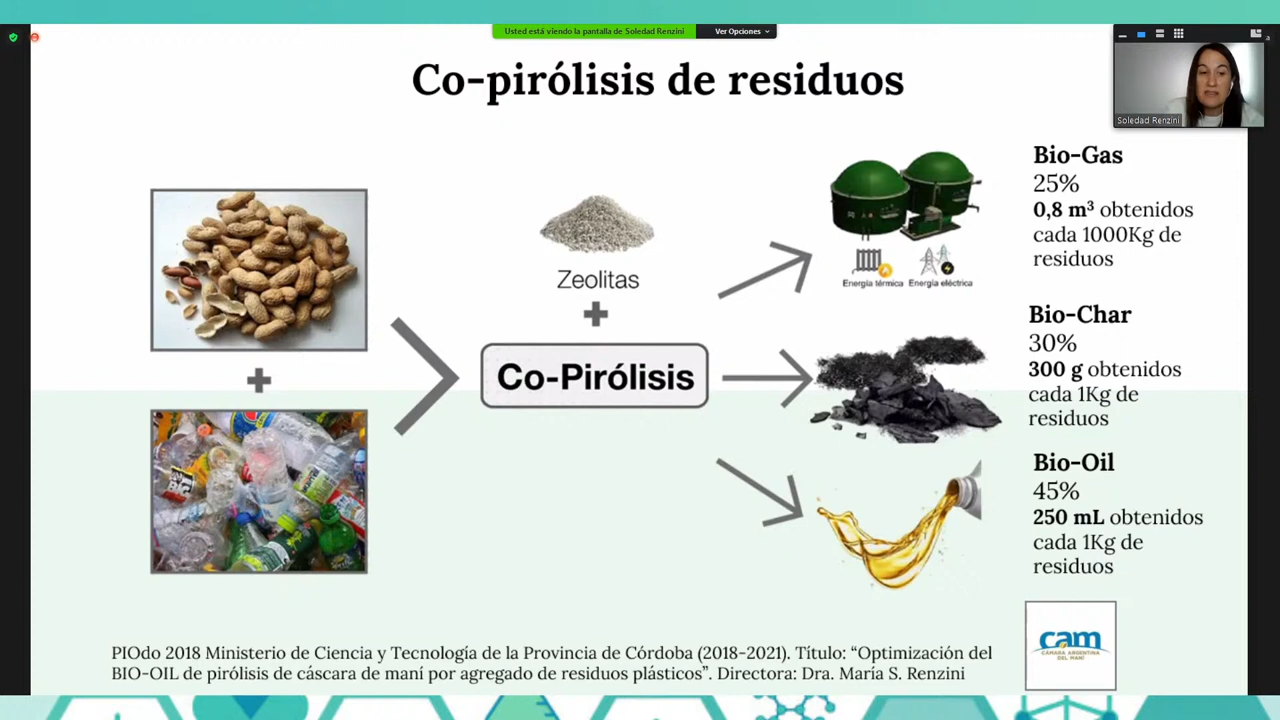 Usted está viendo la pantalla de Soledad Renzini
Ver Opciones
Co-pirólisis de residuos
Soledad Renzini
Zeolitas
Co-Pirólisis
Energía térmica
Energía eléctrica
Bio-Gas
25%
0,8 m³ obtenidos
cada 1000Kg de
residuos
Bio-Char
30%
300 g obtenidos
cada 1Kg de
residuos
Bio-Oil
45%
250 mL obtenidos
cada 1Kg de
residuos
cam
CÁMARA ARGENTINA
DEL MANÍ
PIOdo 2018 Ministerio de Ciencia y Tecnología de la Provincia de Córdoba (2018-2021). Título: “Optimización del
BIO-OIL de pirólisis de cáscara de maní por agregado de residuos plásticos”. Directora: Dra. María S. Renzini